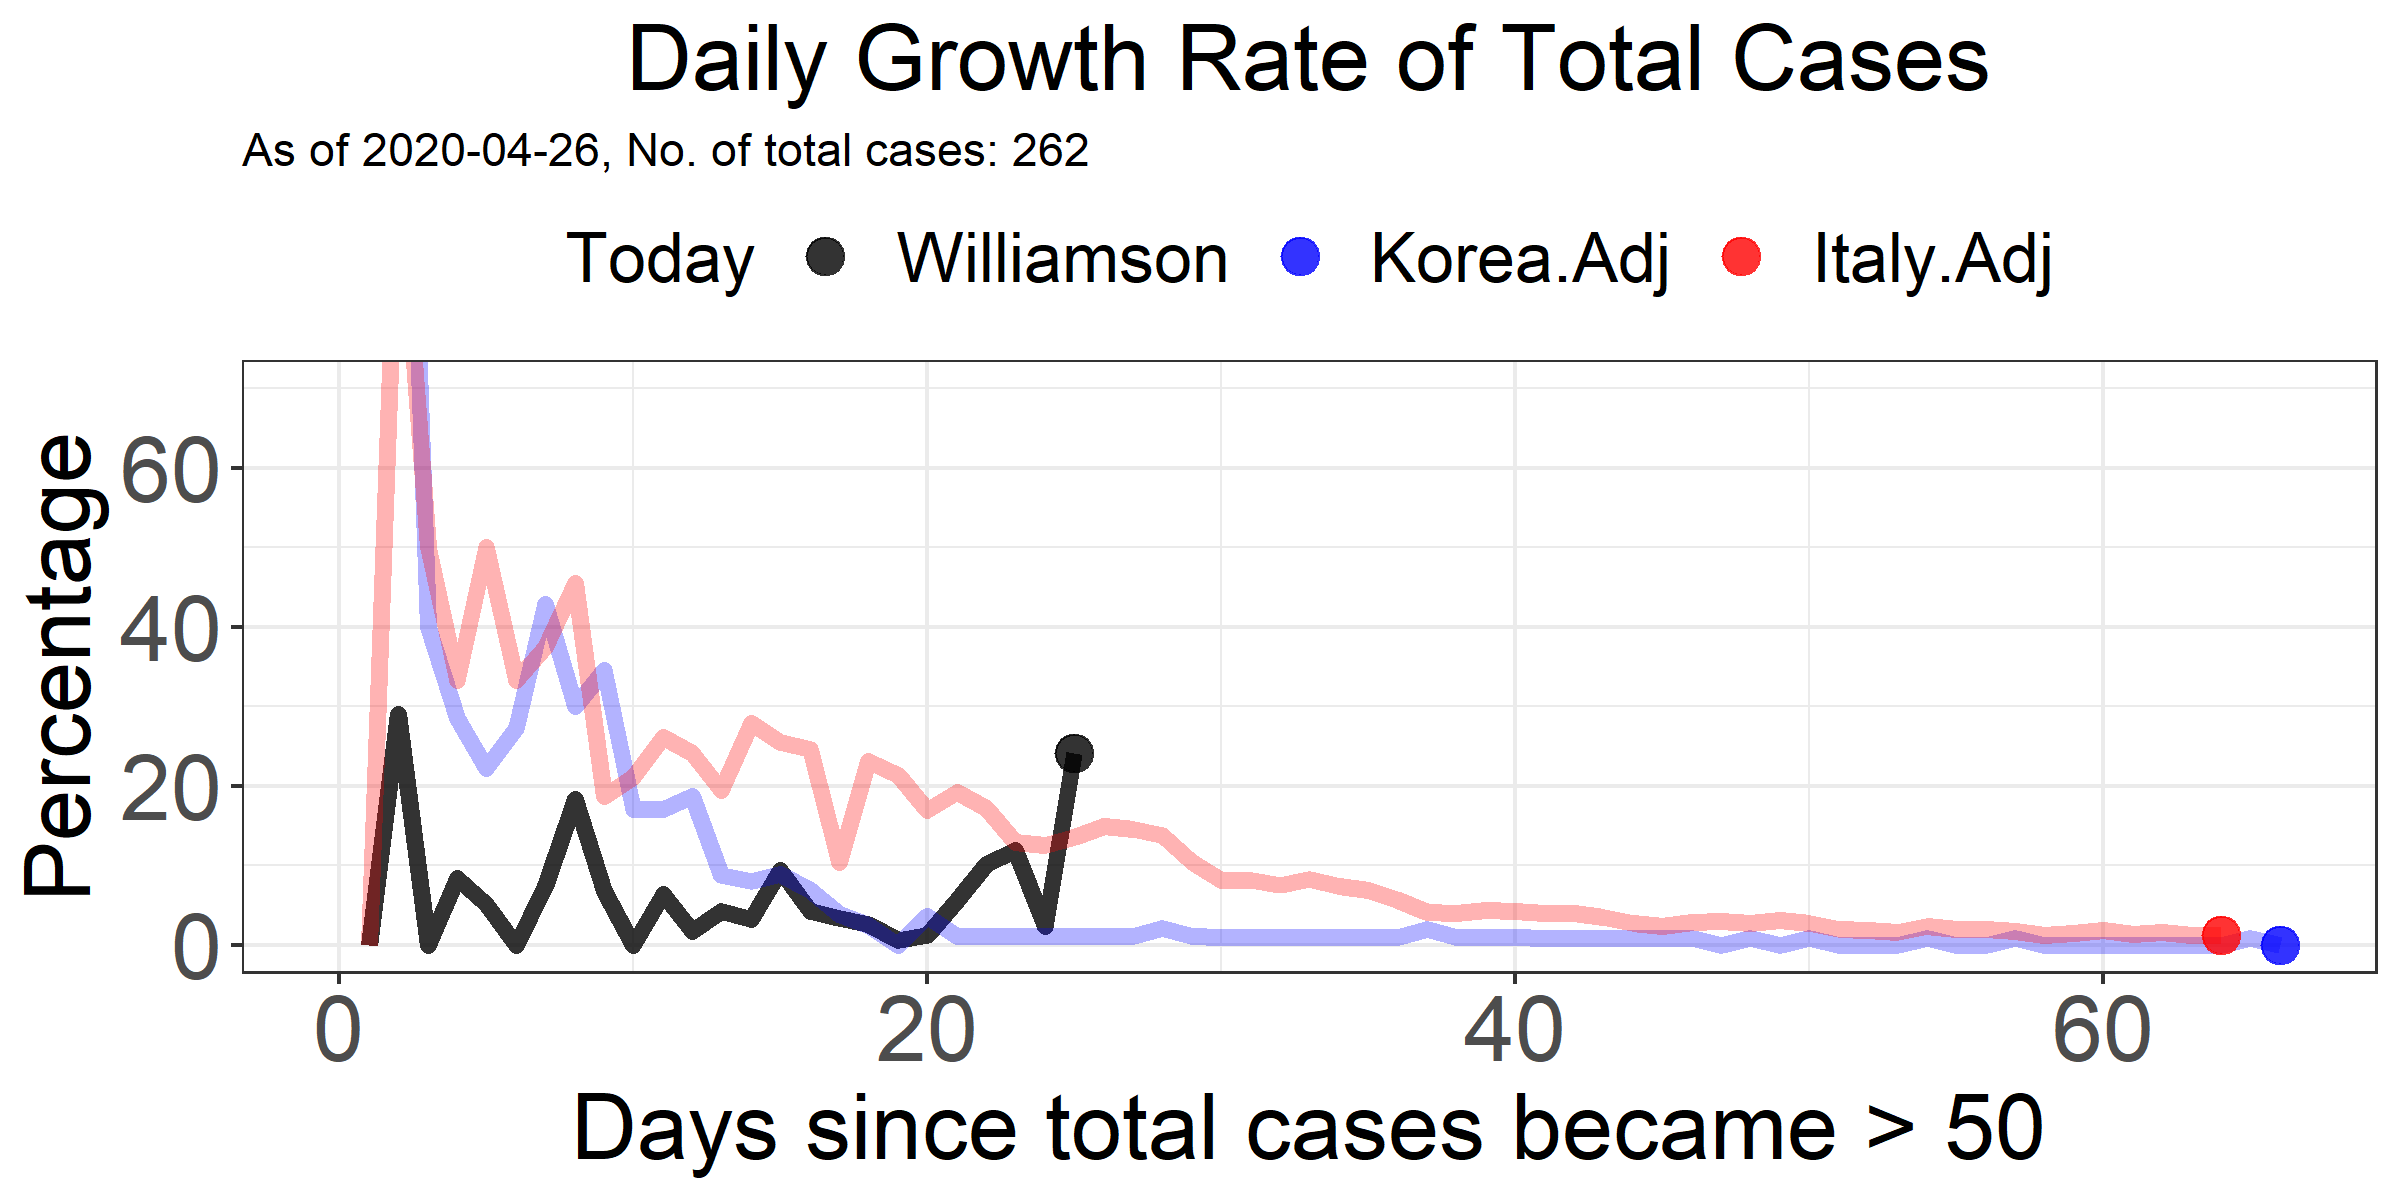 Daily Growth Rate of Total Cases
As of 2020-04-26, No. of total cases: 262
Today Williamson Korea.Adj Italy.Adj
Percentage
60
40
20
0
0 20 40 60
Days since total cases became > 50